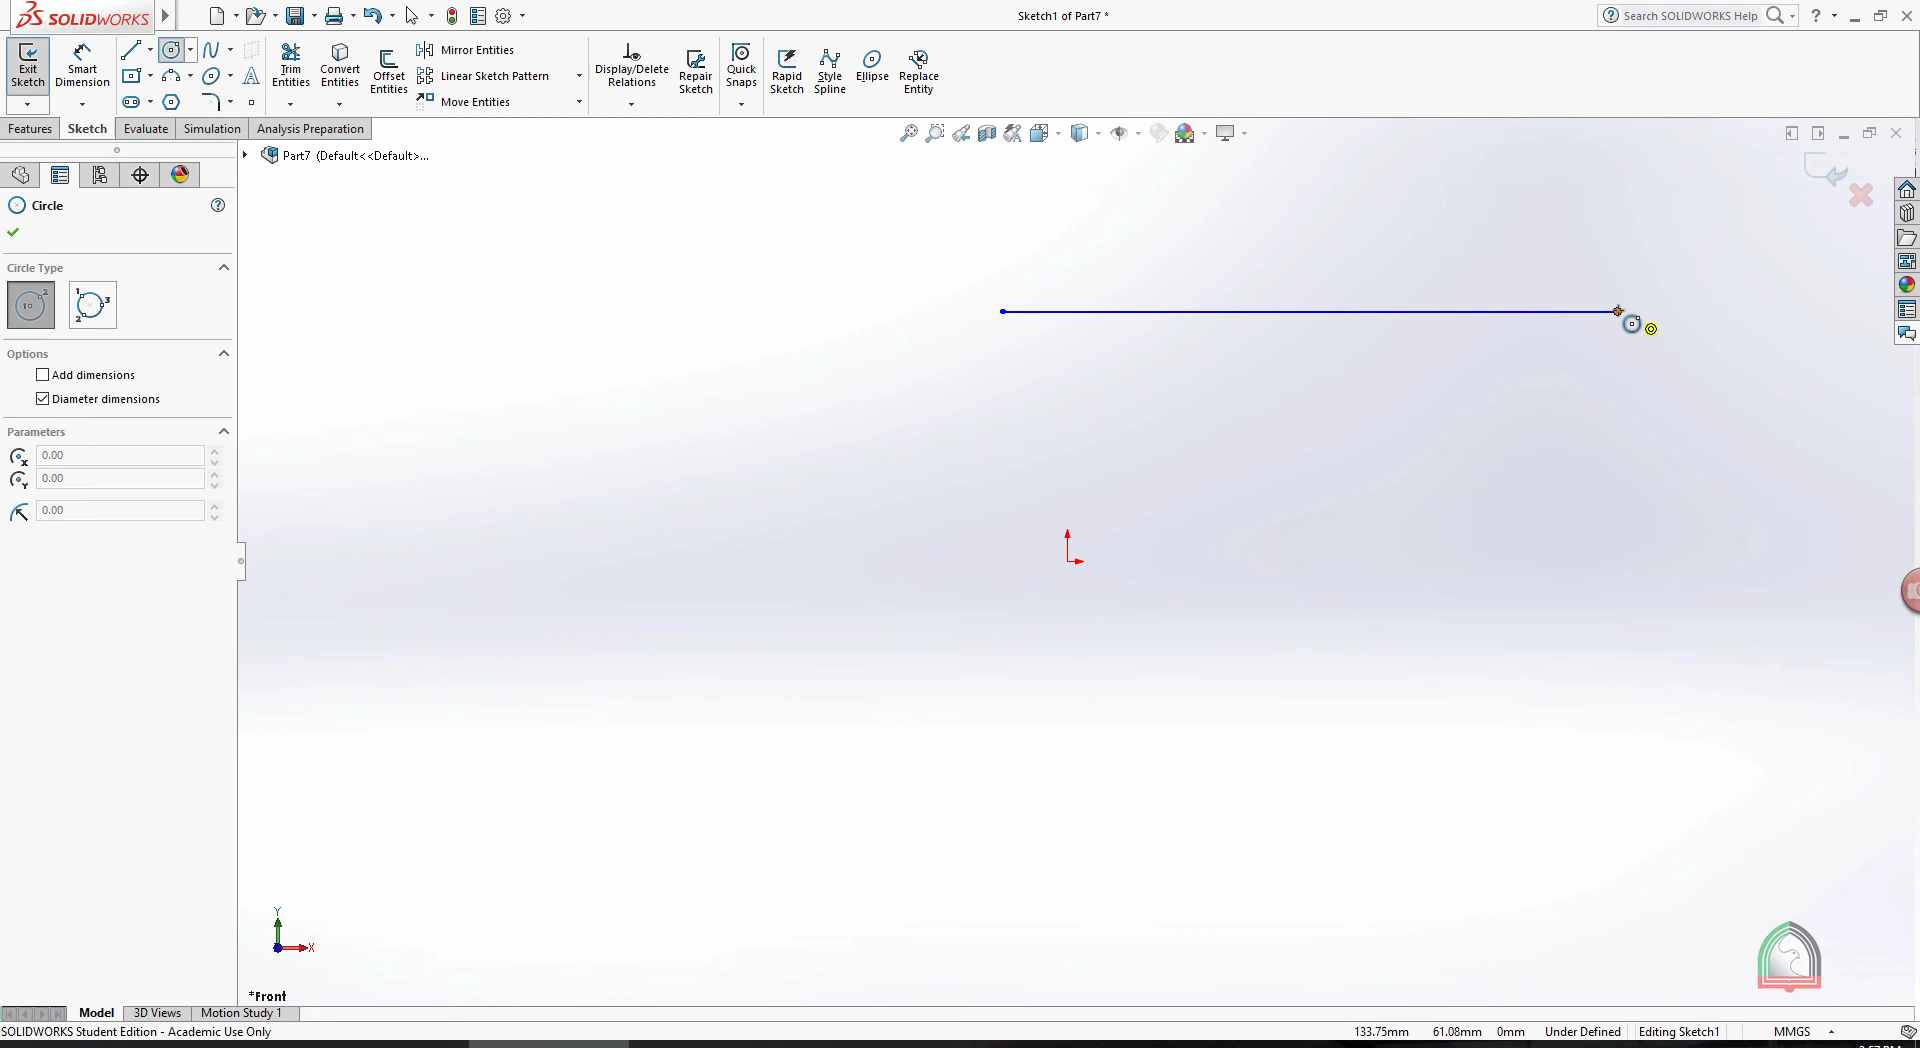 SOLIDWORKS
Sketch1 of Part7 *
Search SOLIDWORKS Help
?
Exit Sketch
Smart Dimension
Trim Entities
Convert Entities
Offset Entities
Mirror Entities
Linear Sketch Pattern
Move Entities
Display/Delete Relations
Repair Sketch
Quick Snaps
Rapid Sketch
Style Spline
Ellipse
Replace Entity
Features
Sketch
Evaluate
Simulation
Analysis Preparation
Part7 (Default<<Default>...
Circle
Circle Type
Options
Add dimensions
Diameter dimensions
Parameters
0.00
0.00
0.00
Y
X
*Front
Model
3D Views
Motion Study 1
SOLIDWORKS Student Edition - Academic Use Only
133.75mm
61.08mm
0mm
Under Defined
Editing Sketch1
MMGS